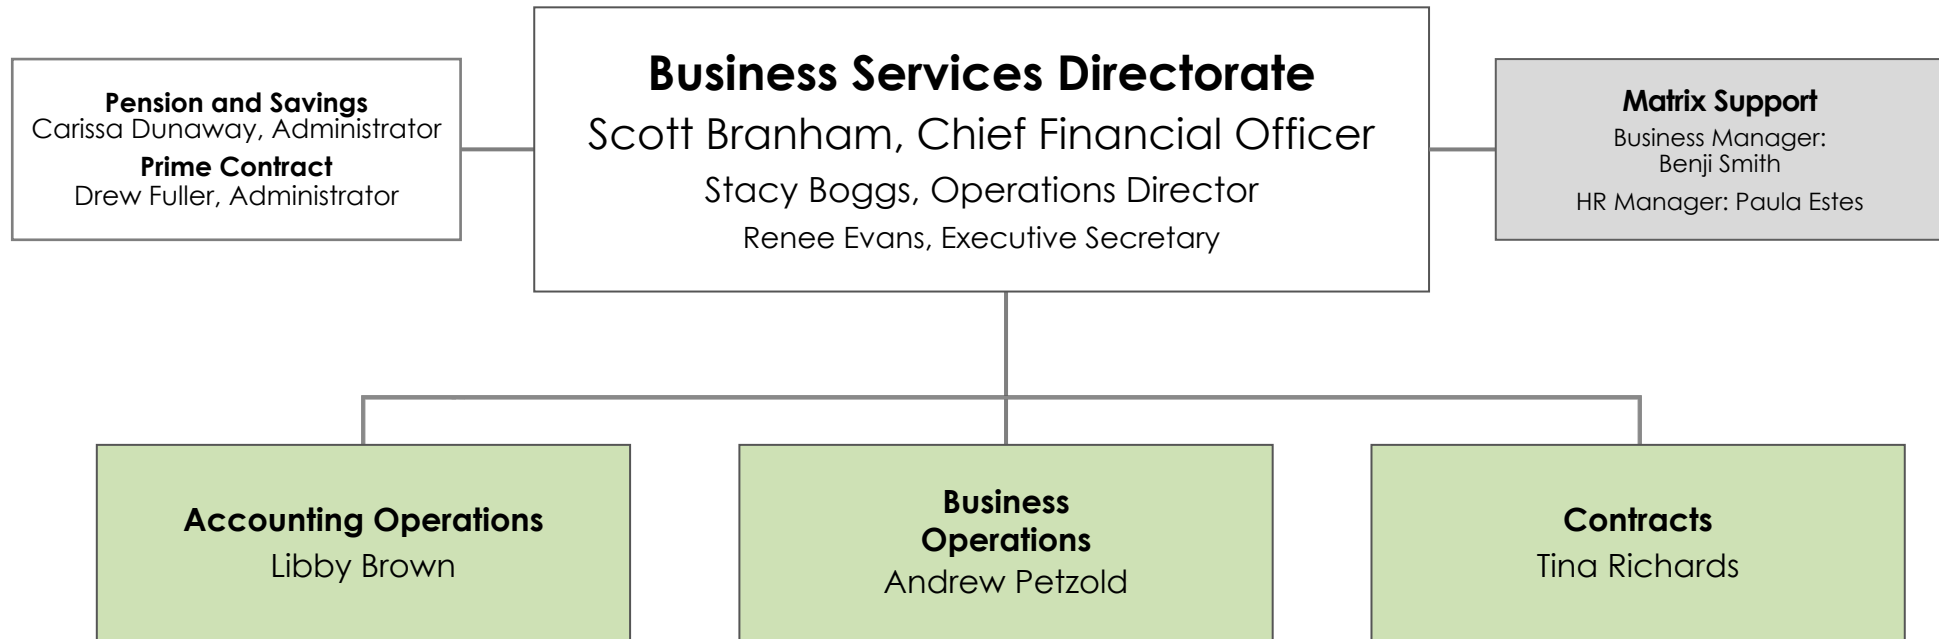 Business Services Directorate
Scott Branham, Chief Financial Officer
Stacy Boggs, Operations Director
Renee Evans, Executive Secretary
Pension and Savings
Carissa Dunaway, Administrator
Prime Contract
Drew Fuller, Administrator
Matrix Support
Business Manager:
Benji Smith
HR Manager: Paula Estes
Accounting Operations
Libby Brown
Business
Operations
Andrew Petzold
Contracts
Tina Richards